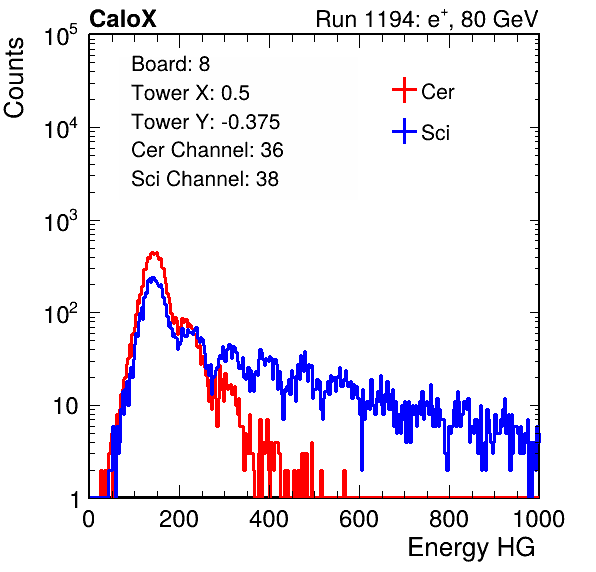 CaloX Run 1194: e⁺, 80 GeV
Counts
Board: 8
Tower X: 0.5
Tower Y: -0.375
Cer Channel: 36
Sci Channel: 38
Cer
Sci
10⁵
10⁴
10³
10²
10
1
0 200 400 600 800 1000
Energy HG